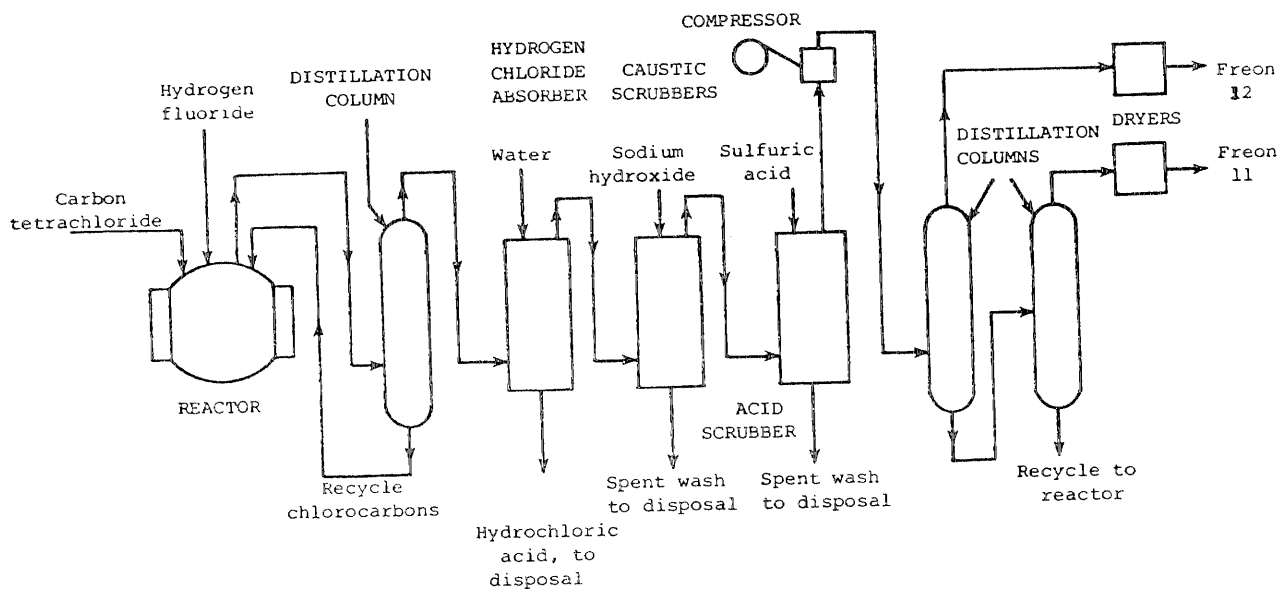 COMPRESSOR
HYDROGEN
CHLORIDE
ABSORBER
CAUSTIC
SCRUBBERS
DISTILLATION
COLUMN
Hydrogen
fluoride
Freon
12
DRYERS
DISTILLATION
COLUMNS
Freon
11
Water
Sodium
hydroxide
Sulfuric
acid
Carbon
tetrachloride
REACTOR
ACID
SCRUBBER
Recycle
chlorocarbons
Spent wash
to disposal
Spent wash
to disposal
Recycle to
reactor
Hydrochloric
acid, to
disposal